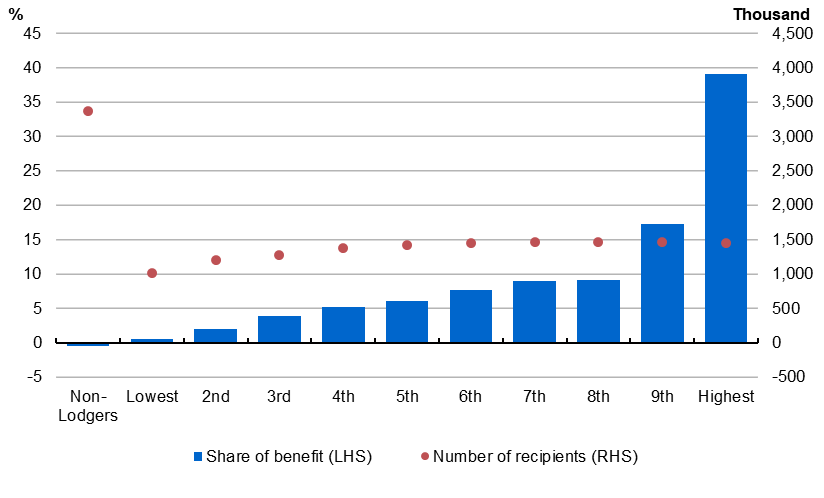 % Thousand
45 4,500
40 4,000
35 3,500
30 3,000
25 2,500
20 2,000
15 1,500
10 1,000
5 500
0 0
-5 -500
Non- Lowest 2nd 3rd 4th 5th 6th 7th 8th 9th Highest
Lodgers
Share of benefit (LHS) Number of recipients (RHS)